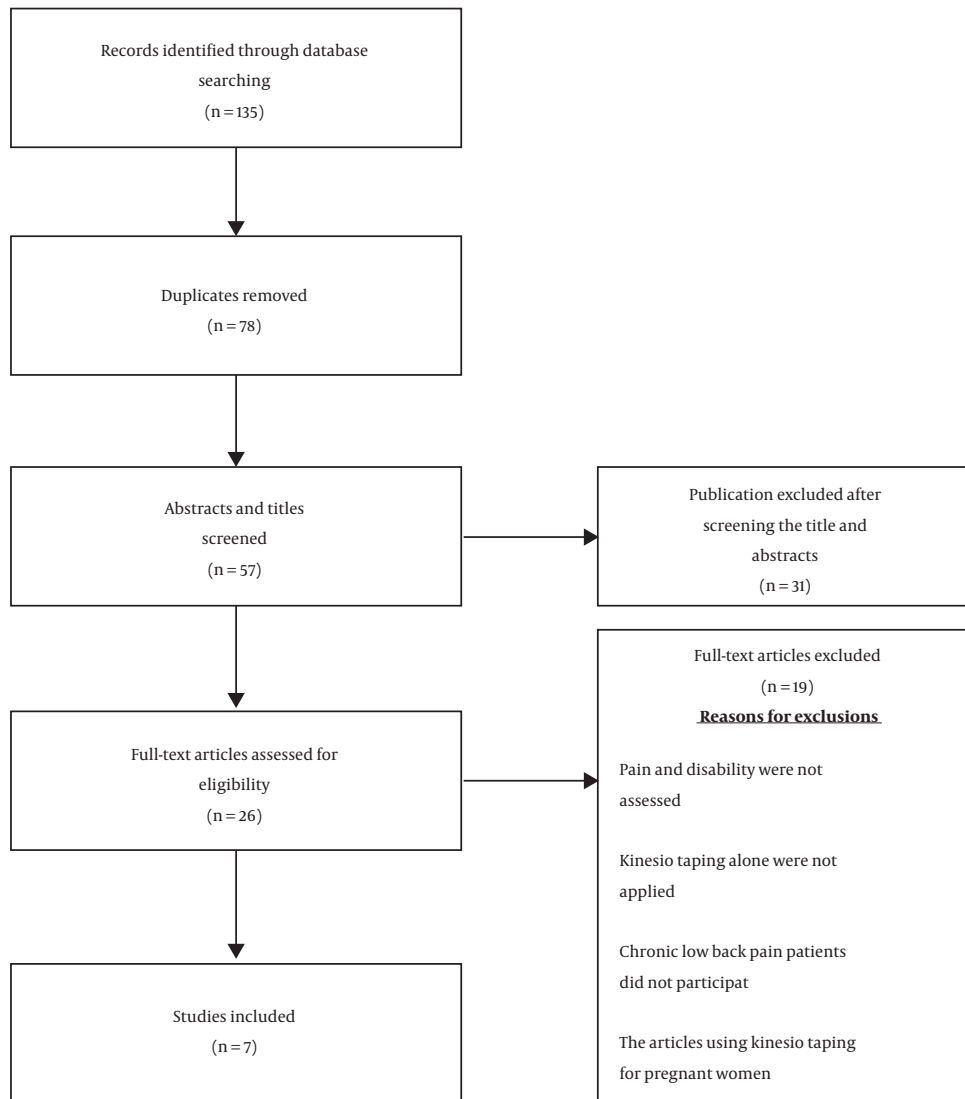 Records identified through database
searching
(n = 135)
Duplicates removed
(n = 78)
Abstracts and titles
screened
(n = 57)
Publication excluded after
screening the title and
abstracts
(n = 31)
Full-text articles assessed for
eligibility
(n = 26)
Full-text articles excluded
(n = 19)
Reasons for exclusions
Pain and disability were not
assessed
Kinesio taping alone were not
applied
Chronic low back pain patients
did not participat
The articles using kinesio taping
for pregnant women
Studies included
(n = 7)